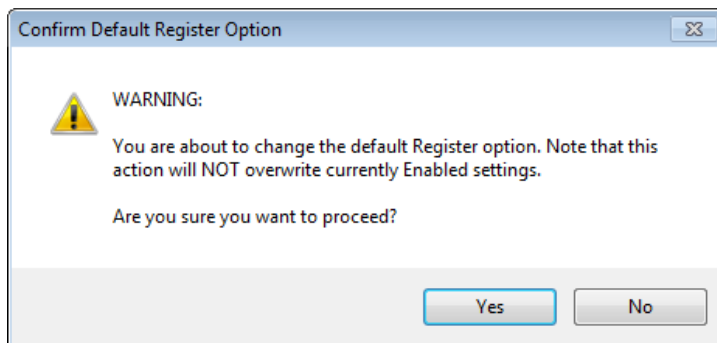 Confirm Default Register Option
WARNING:
You are about to change the default Register option. Note that this
action will NOT overwrite currently Enabled settings.
Are you sure you want to proceed?
Yes No